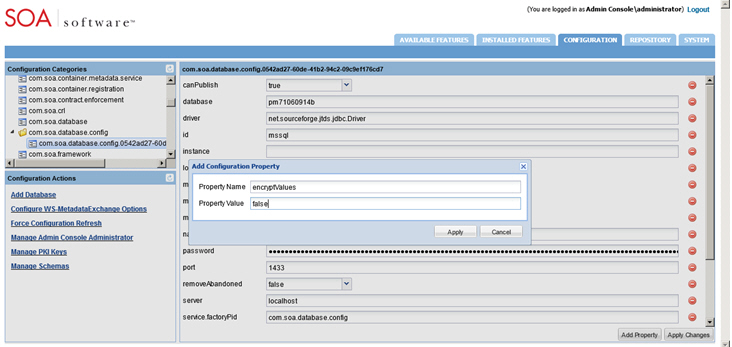 SOA software™
(You are logged in as Admin Console\administrator) Logout
AVAILABLE FEATURES INSTALLED FEATURES CONFIGURATION REPOSITORY SYSTEM
Configuration Categories
com.soa.container.metadata.service
com.soa.container.registration
com.soa.contract.enforcement
com.soa.crl
com.soa.database
com.soa.database.config
com.soa.database.config.0542ad27-60d
com.soa.framework
Configuration Actions
Add Database
Configure WS-MetadataExchange Options
Force Configuration Refresh
Manage Admin Console Administrator
Manage PKI Keys
Manage Schemas
com.soa.database.config.0542ad27-60de-41b2-94c2-09c9ef176cd7
canPublish true
database pm71060914b
driver net.sourceforge.jtds.jdbc.Driver
id mssql
instance
lo
m
m
m
na
Add Configuration Property
Property Name encryptValues
Property Value false
Apply Cancel
password
port 1433
removeAbandoned false
server localhost
service.factoryPid com.soa.database.config
Add Property Apply Changes